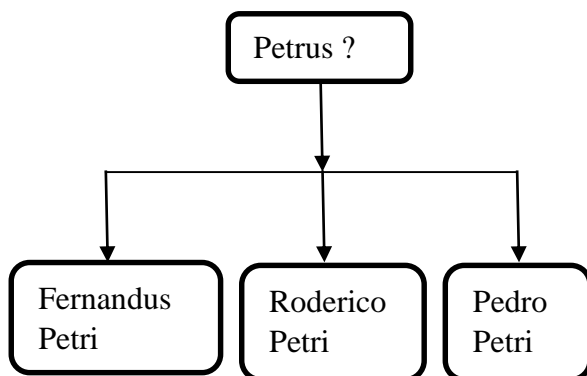 Petrus ?
Fernandus
Petri
Roderico
Petri
Pedro
Petri